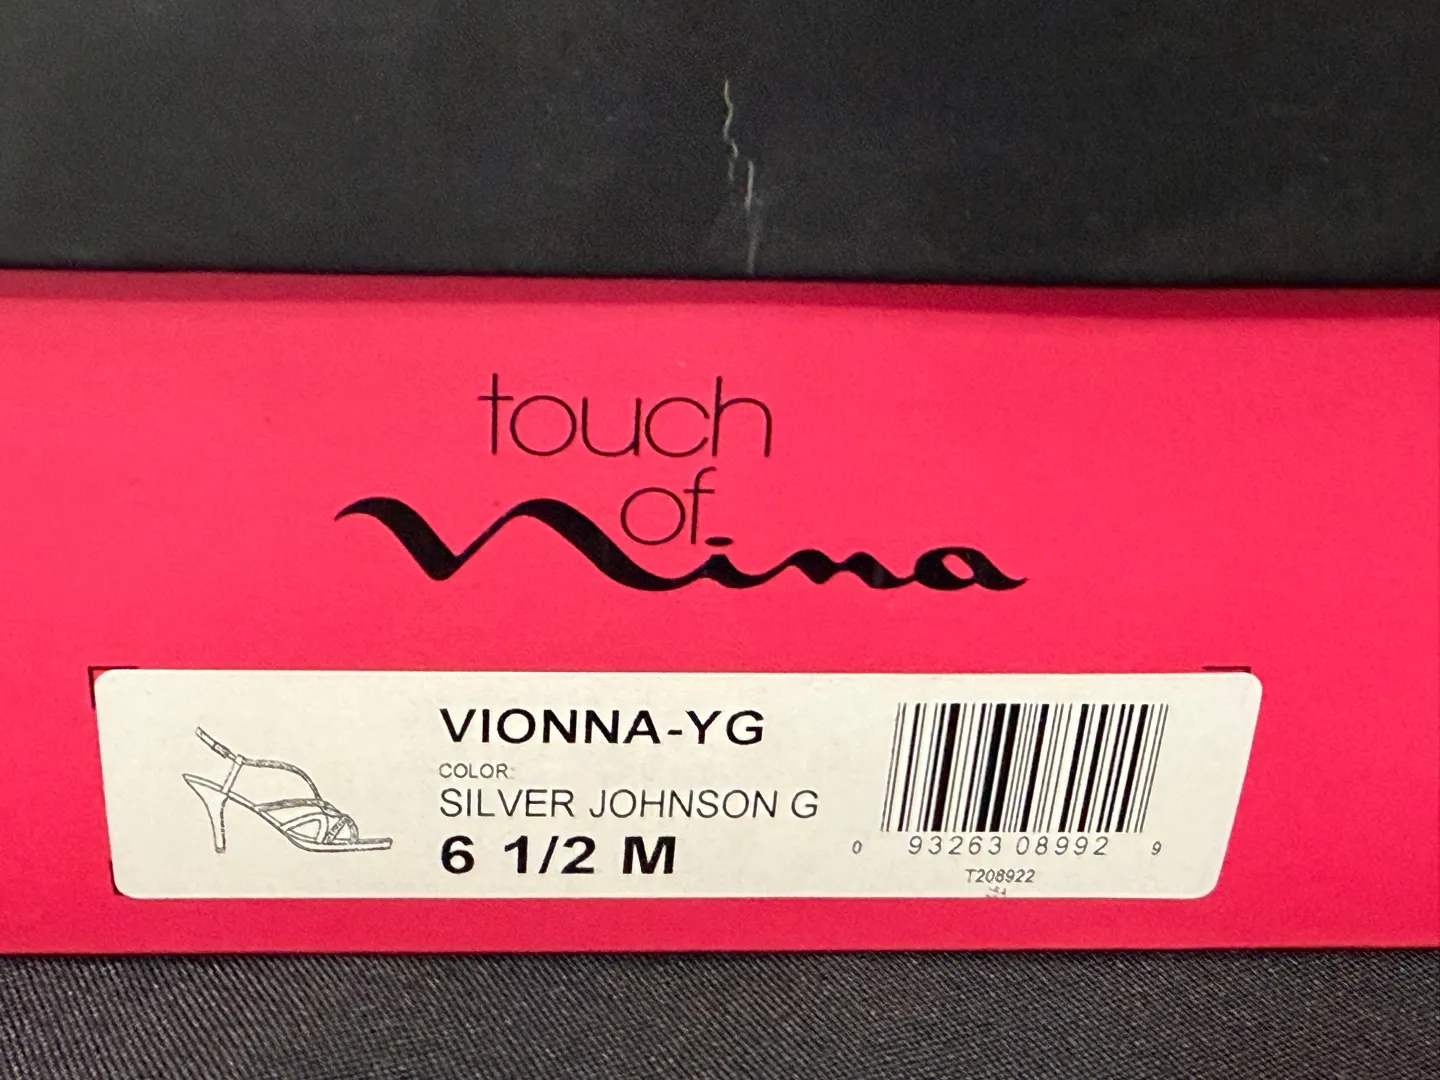 touch
of
Nina
VIONNA-YG
COLOR:
SILVER JOHNSON G
6 1/2 M
0 93263 08992 9
T208922